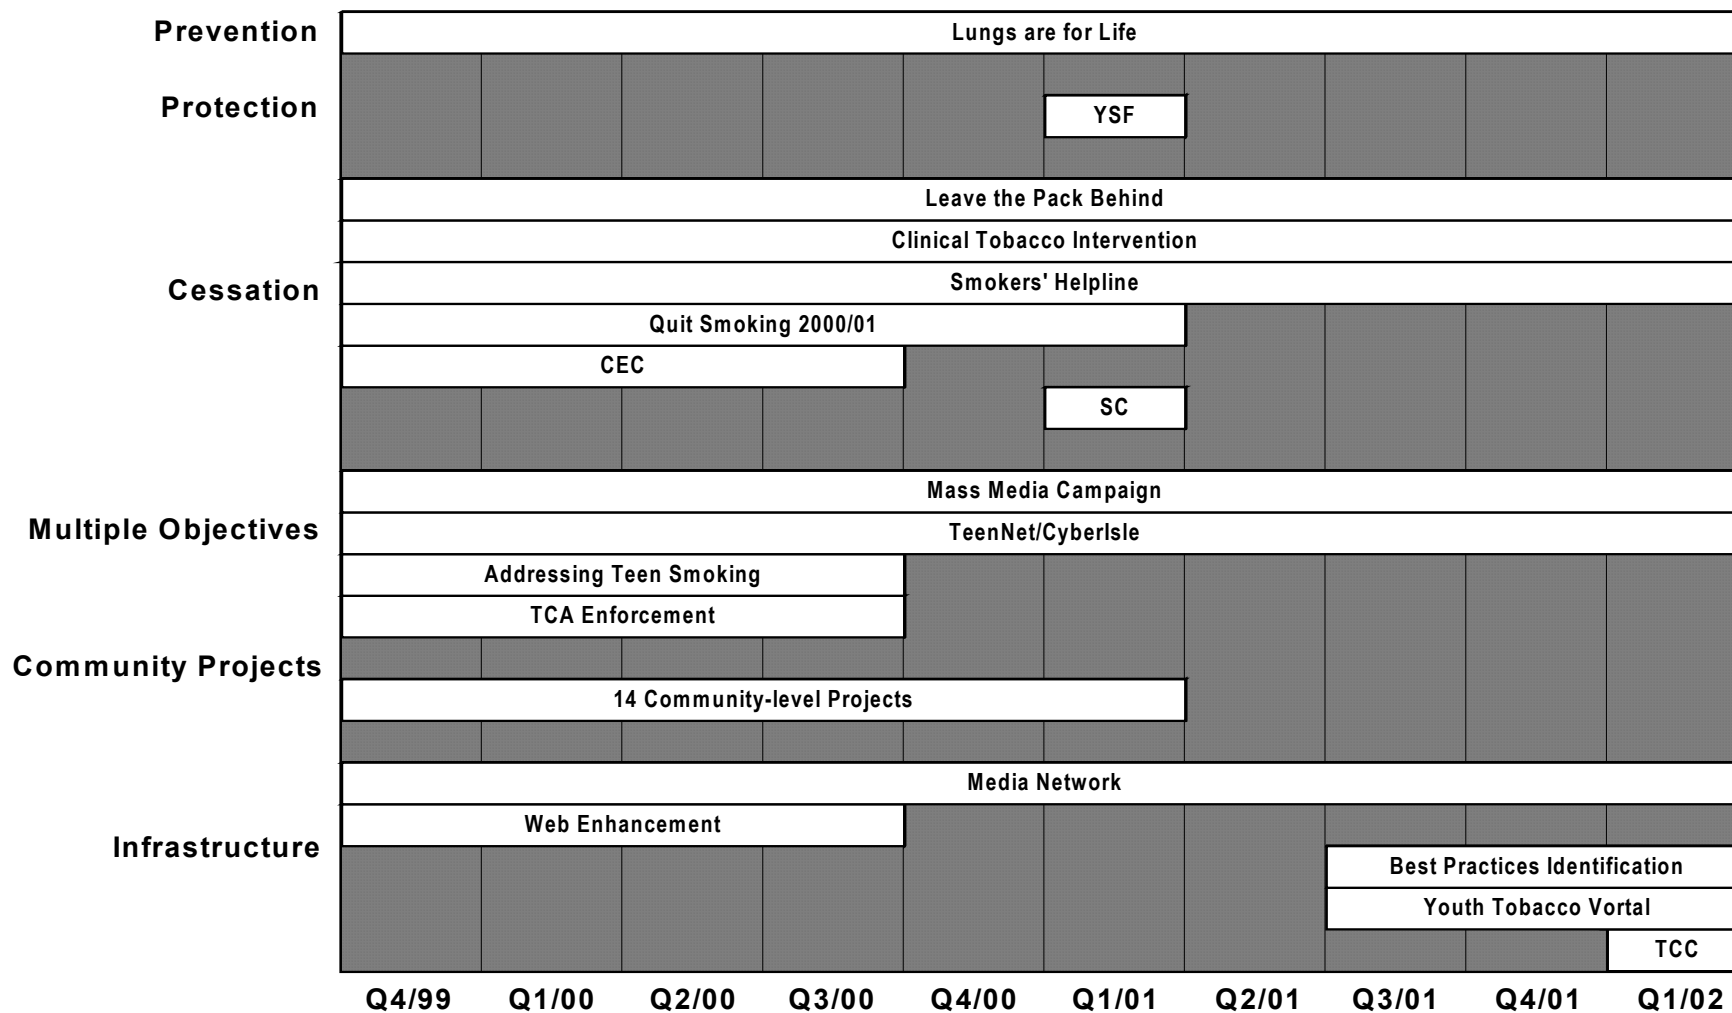 Prevention
Lungs are for Life
Protection
YSF
Leave the Pack Behind
Clinical Tobacco Intervention
Cessation
Smokers' Helpline
Quit Smoking 2000/01
CEC
SC
Mass Media Campaign
Multiple Objectives
TeenNet/CyberIsle
Addressing Teen Smoking
TCA Enforcement
Community Projects
14 Community-level Projects
Media Network
Web Enhancement
Infrastructure
Best Practices Identification
Youth Tobacco Vortal
TCC
Q4/99 Q1/00 Q2/00 Q3/00 Q4/00 Q1/01 Q2/01 Q3/01 Q4/01 Q1/02